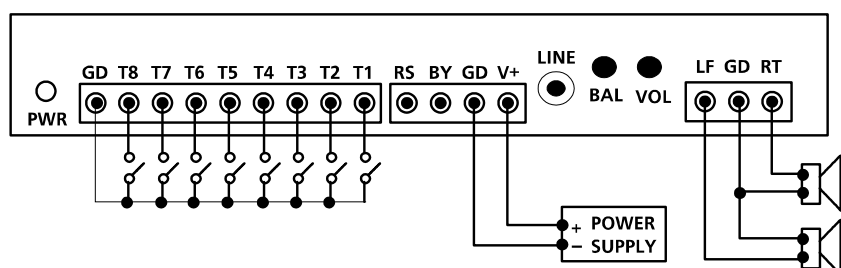 GD T8 T7 T6 T5 T4 T3 T2 T1 RS BY GD V+ LINE LF GD RT
PWR BAL VOL
+ POWER
− SUPPLY